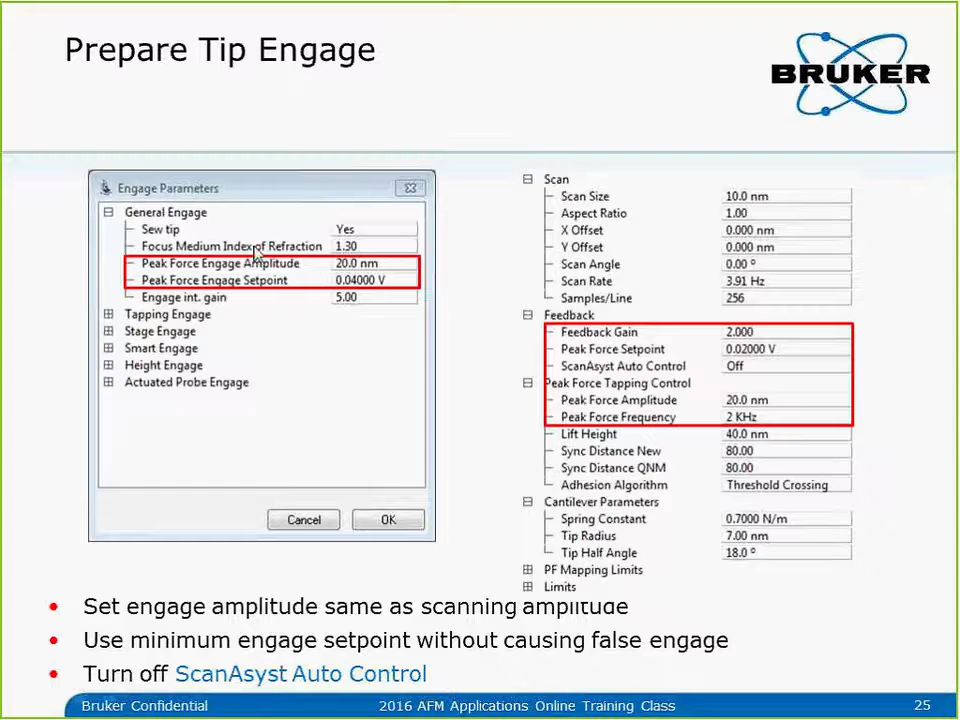 Prepare Tip Engage
BRUKER
Engage Parameters
General Engage
Sew tip Yes
Focus Medium Index of Refraction 1.30
Peak Force Engage Amplitude 20.0 nm
Peak Force Engage Setpoint 0.04000 V
Engage int. gain 5.00
Tapping Engage
Stage Engage
Smart Engage
Height Engage
Actuated Probe Engage
Cancel OK
Scan
Scan Size 10.0 nm
Aspect Ratio 1.00
X Offset 0.000 nm
Y Offset 0.000 nm
Scan Angle 0.00 °
Scan Rate 3.91 Hz
Samples/Line 256
Feedback
Feedback Gain 2.000
Peak Force Setpoint 0.02000 V
ScanAsyst Auto Control Off
Peak Force Tapping Control
Peak Force Amplitude 20.0 nm
Peak Force Frequency 2 KHz
Lift Height 40.0 nm
Sync Distance New 80.00
Sync Distance QNM 80.00
Adhesion Algorithm Threshold Crossing
Cantilever Parameters
Spring Constant 0.7000 N/m
Tip Radius 7.00 nm
Tip Half Angle 18.0 °
PF Mapping Limits
Limits
• Set engage amplitude same as scanning amplitude
• Use minimum engage setpoint without causing false engage
• Turn off ScanAsyst Auto Control
Bruker Confidential 2016 AFM Applications Online Training Class 25